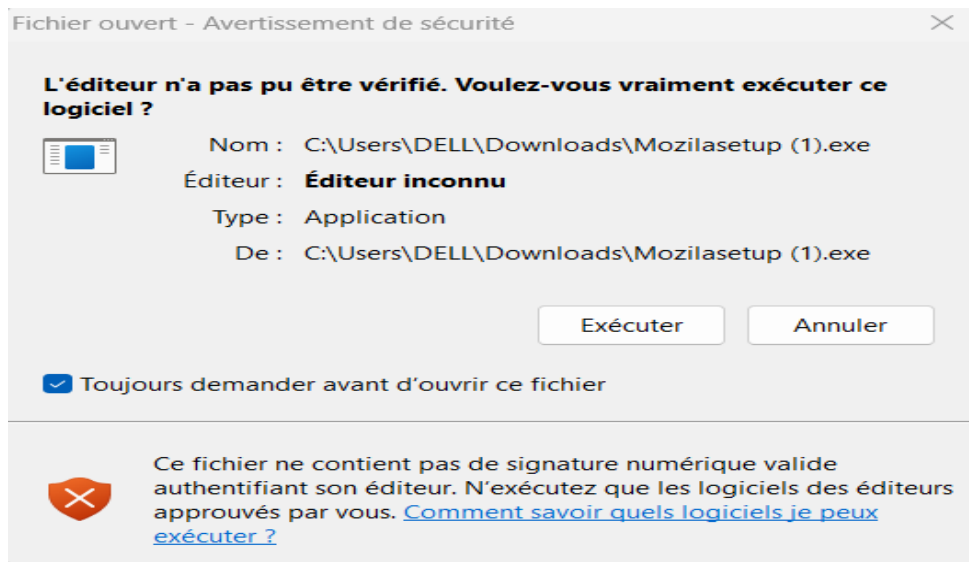 Fichier ouvert - Avertissement de sécurité
L'éditeur n'a pas pu être vérifié. Voulez-vous vraiment exécuter ce
logiciel ?
Nom : C:\Users\DELL\Downloads\Mozilasetup (1).exe
Éditeur : Éditeur inconnu
Type : Application
De : C:\Users\DELL\Downloads\Mozilasetup (1).exe
Exécuter Annuler
Toujours demander avant d’ouvrir ce fichier
Ce fichier ne contient pas de signature numérique valide
authentifiant son éditeur. N’exécutez que les logiciels des éditeurs
approuvés par vous. Comment savoir quels logiciels je peux
exécuter ?